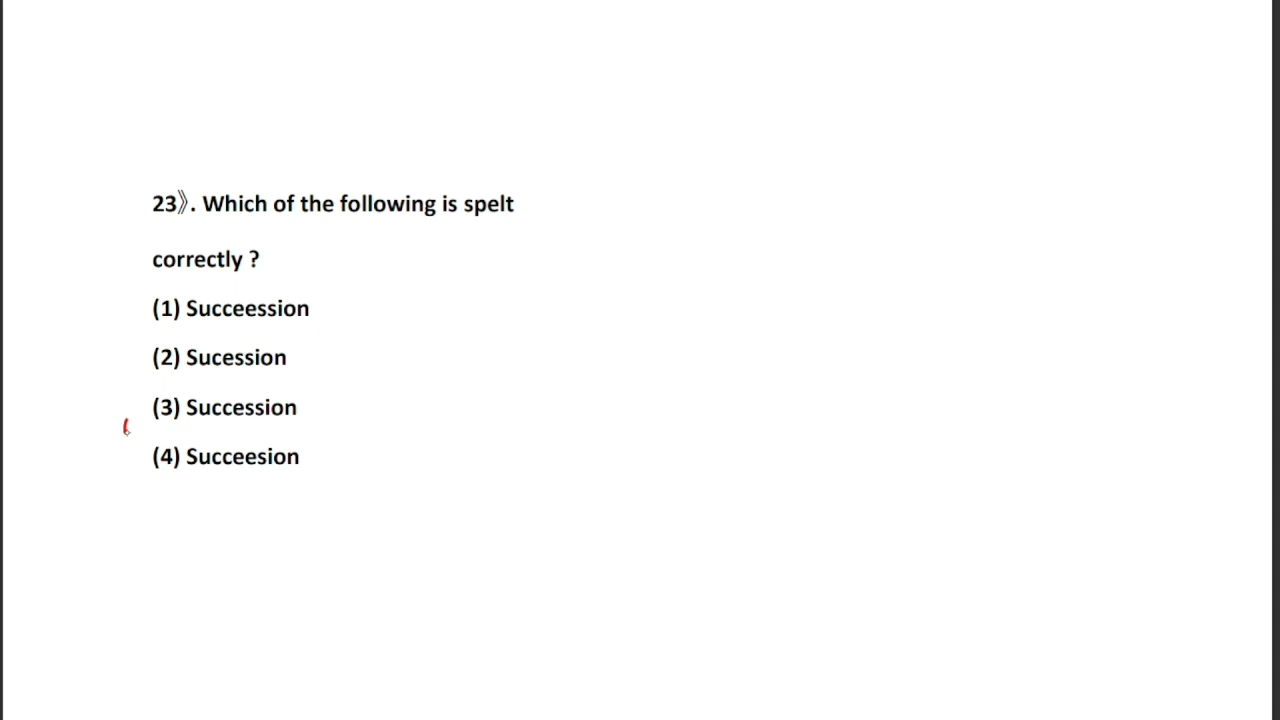 23》. Which of the following is spelt
correctly ?
(1) Succeession
(2) Sucession
(3) Succession
(4) Succeesion